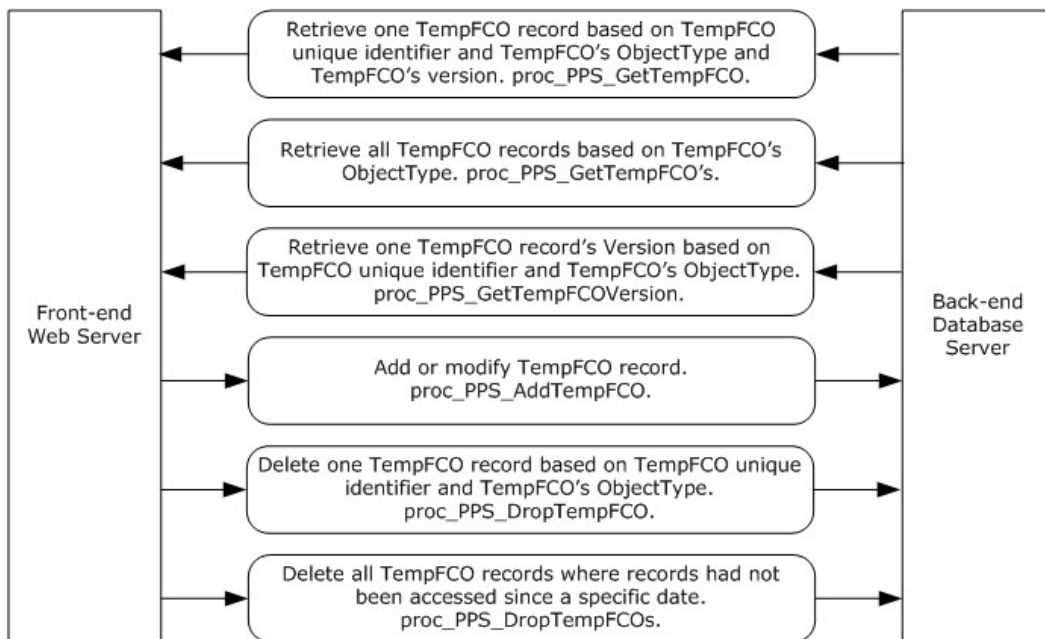 Retrieve one TempFCO record based on TempFCO
unique identifier and TempFCO's ObjectType and
TempFCO's version. proc_PPS_GetTempFCO.
Retrieve all TempFCO records based on TempFCO's
ObjectType. proc_PPS_GetTempFCO's.
Retrieve one TempFCO record's Version based on
TempFCO unique identifier and TempFCO's ObjectType.
proc_PPS_GetTempFCOVersion.
Front-end
Web Server
Back-end
Database
Server
Add or modify TempFCO record.
proc_PPS_AddTempFCO.
Delete one TempFCO record based on TempFCO unique
identifier and TempFCO's ObjectType.
proc_PPS_DropTempFCO.
Delete all TempFCO records where records had not
been accessed since a specific date.
proc_PPS_DropTempFCOs.